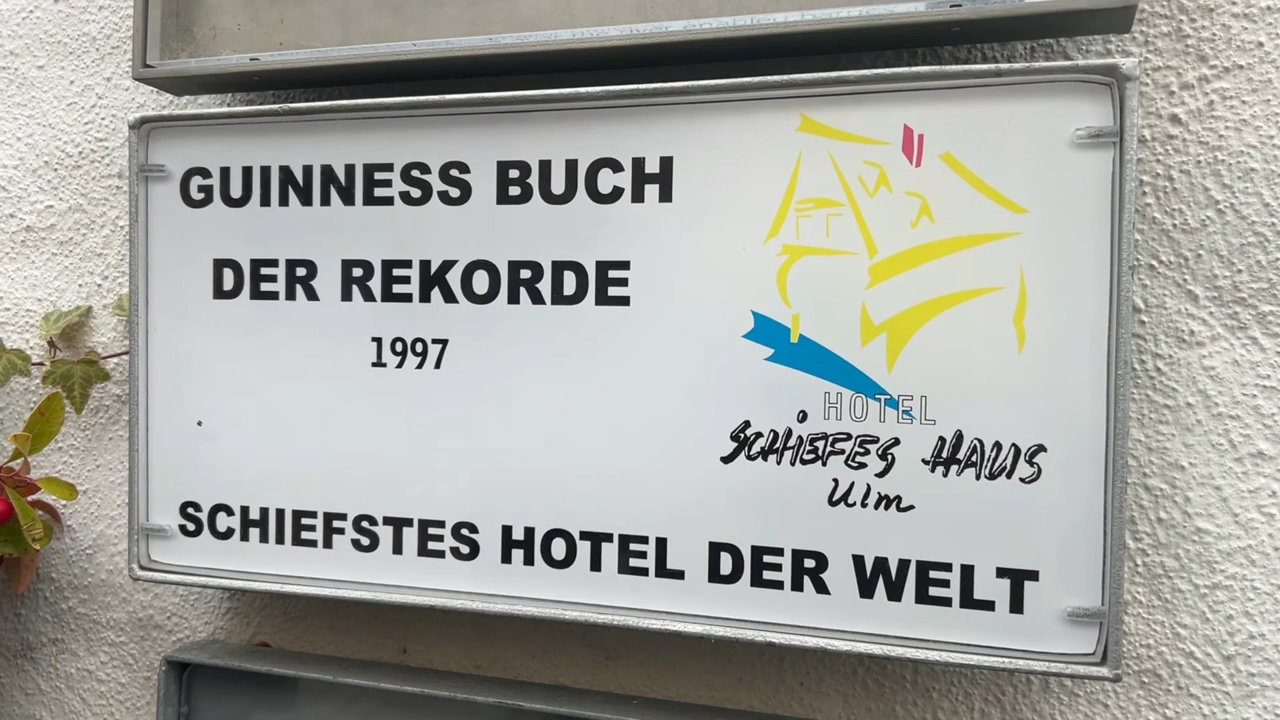 GUINNESS BUCH
DER REKORDE
1997
HOTEL
SCHIEFES HAUS
Ulm
SCHIEFSTES HOTEL DER WELT